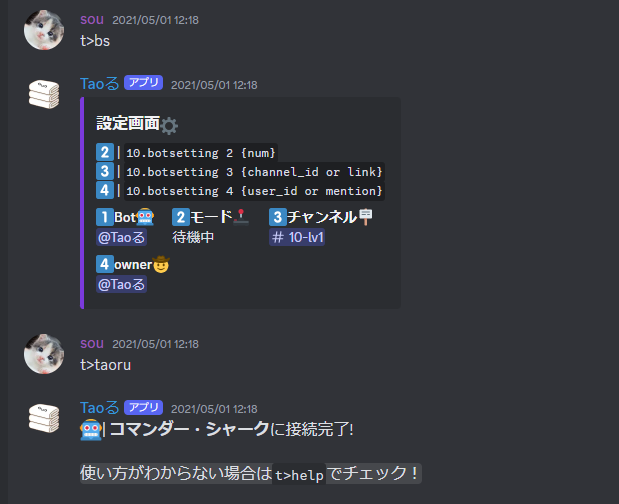 sou 2021/05/01 12:18
t>bs
Taoる アプリ 2021/05/01 12:18
設定画面⚙
2️⃣|10.botsetting 2 {num}
3️⃣|10.botsetting 3 {channel_id or link}
4️⃣|10.botsetting 4 {user_id or mention}
1️⃣Bot🤖 2️⃣モード🕹 3️⃣チャンネル🪧
@Taoる 待機中 # 10-lv1
4️⃣owner🤠
@Taoる
sou 2021/05/01 12:18
t>taoru
Taoる アプリ 2021/05/01 12:18
🤖| コマンダー・シャークに接続完了!
使い方がわからない場合はt>helpでチェック！